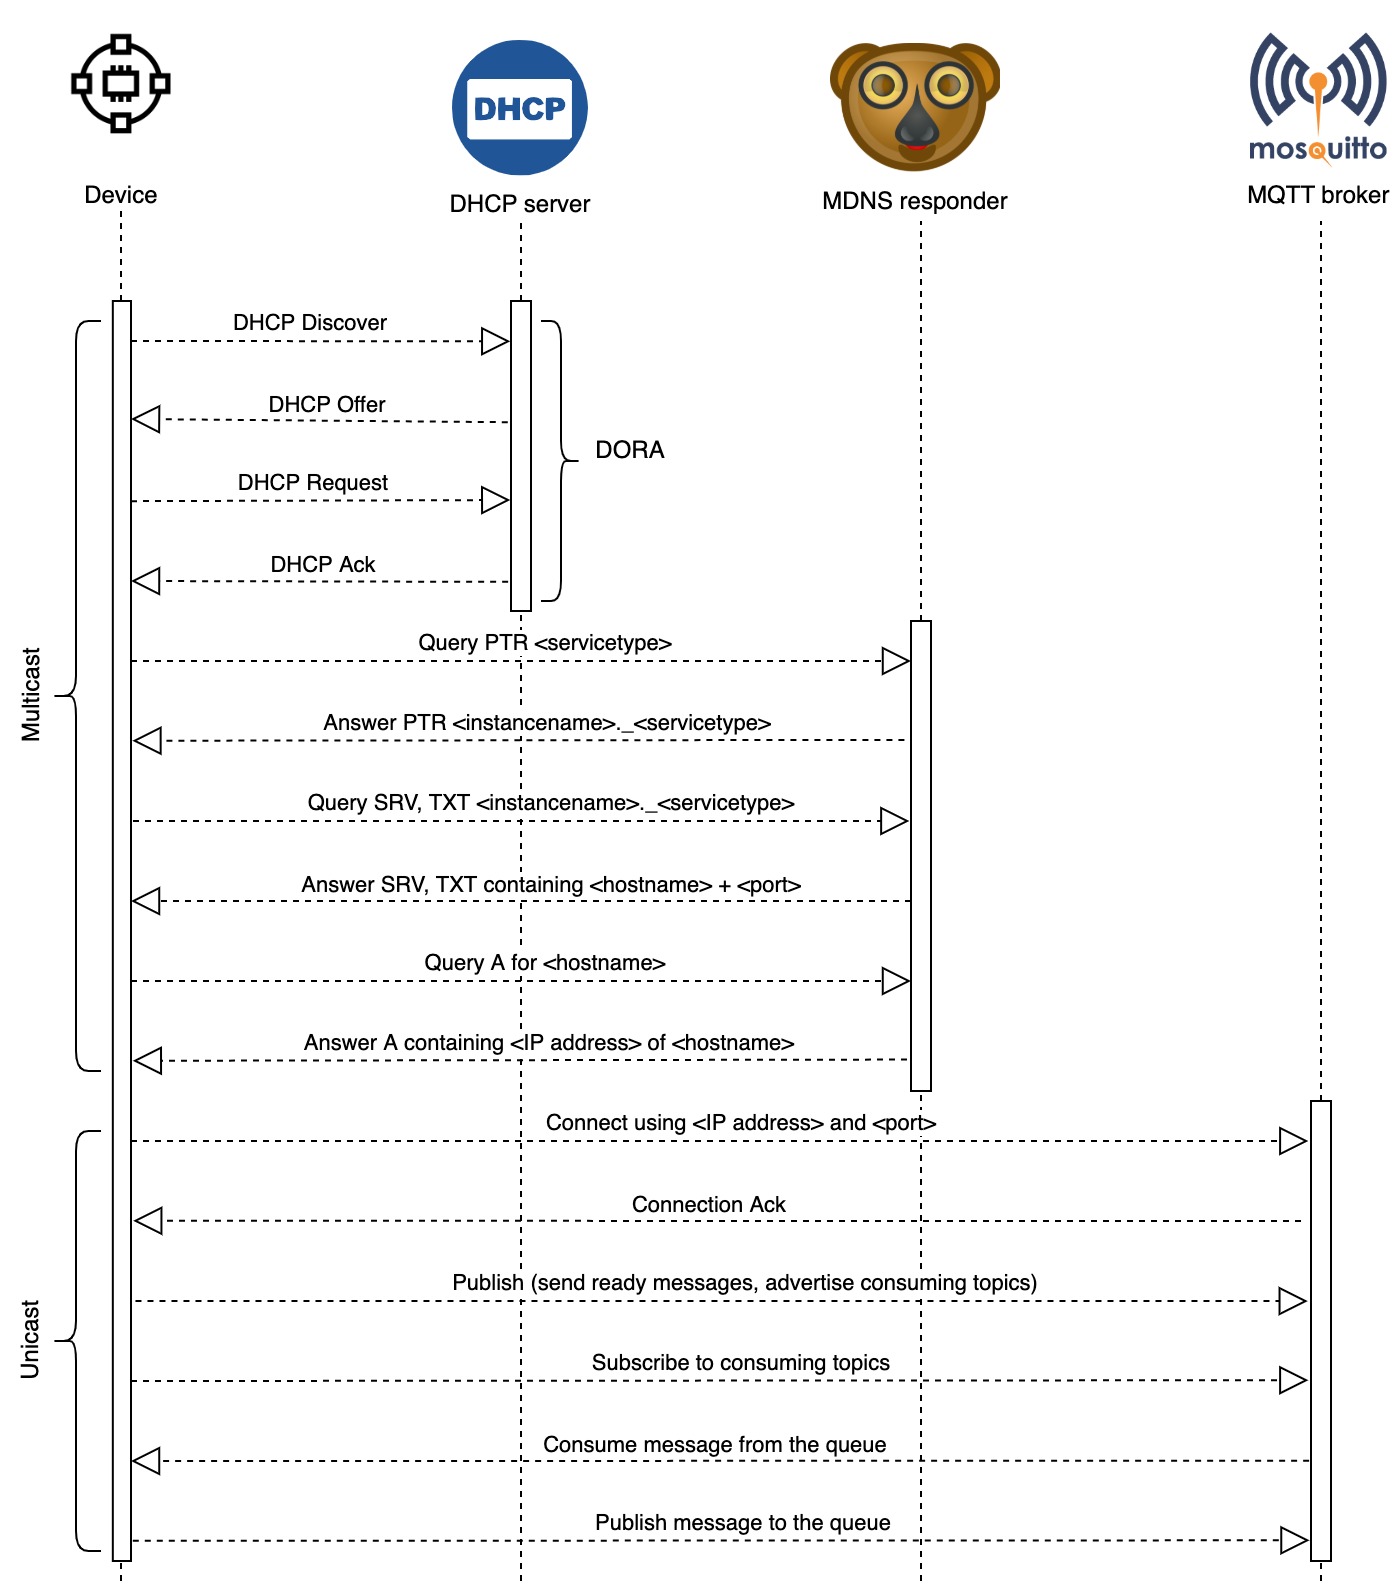 DHCP
mosquitto
Device
DHCP server
MDNS responder
MQTT broker
DHCP Discover
DHCP Offer
DORA
DHCP Request
DHCP Ack
Query PTR <servicetype>
Multicast
Answer PTR <instancename>._<servicetype>
Query SRV, TXT <instancename>._<servicetype>
Answer SRV, TXT containing <hostname> + <port>
Query A for <hostname>
Answer A containing <IP address> of <hostname>
Connect using <IP address> and <port>
Connection Ack
Publish (send ready messages, advertise consuming topics)
Unicast
Subscribe to consuming topics
Consume message from the queue
Publish message to the queue